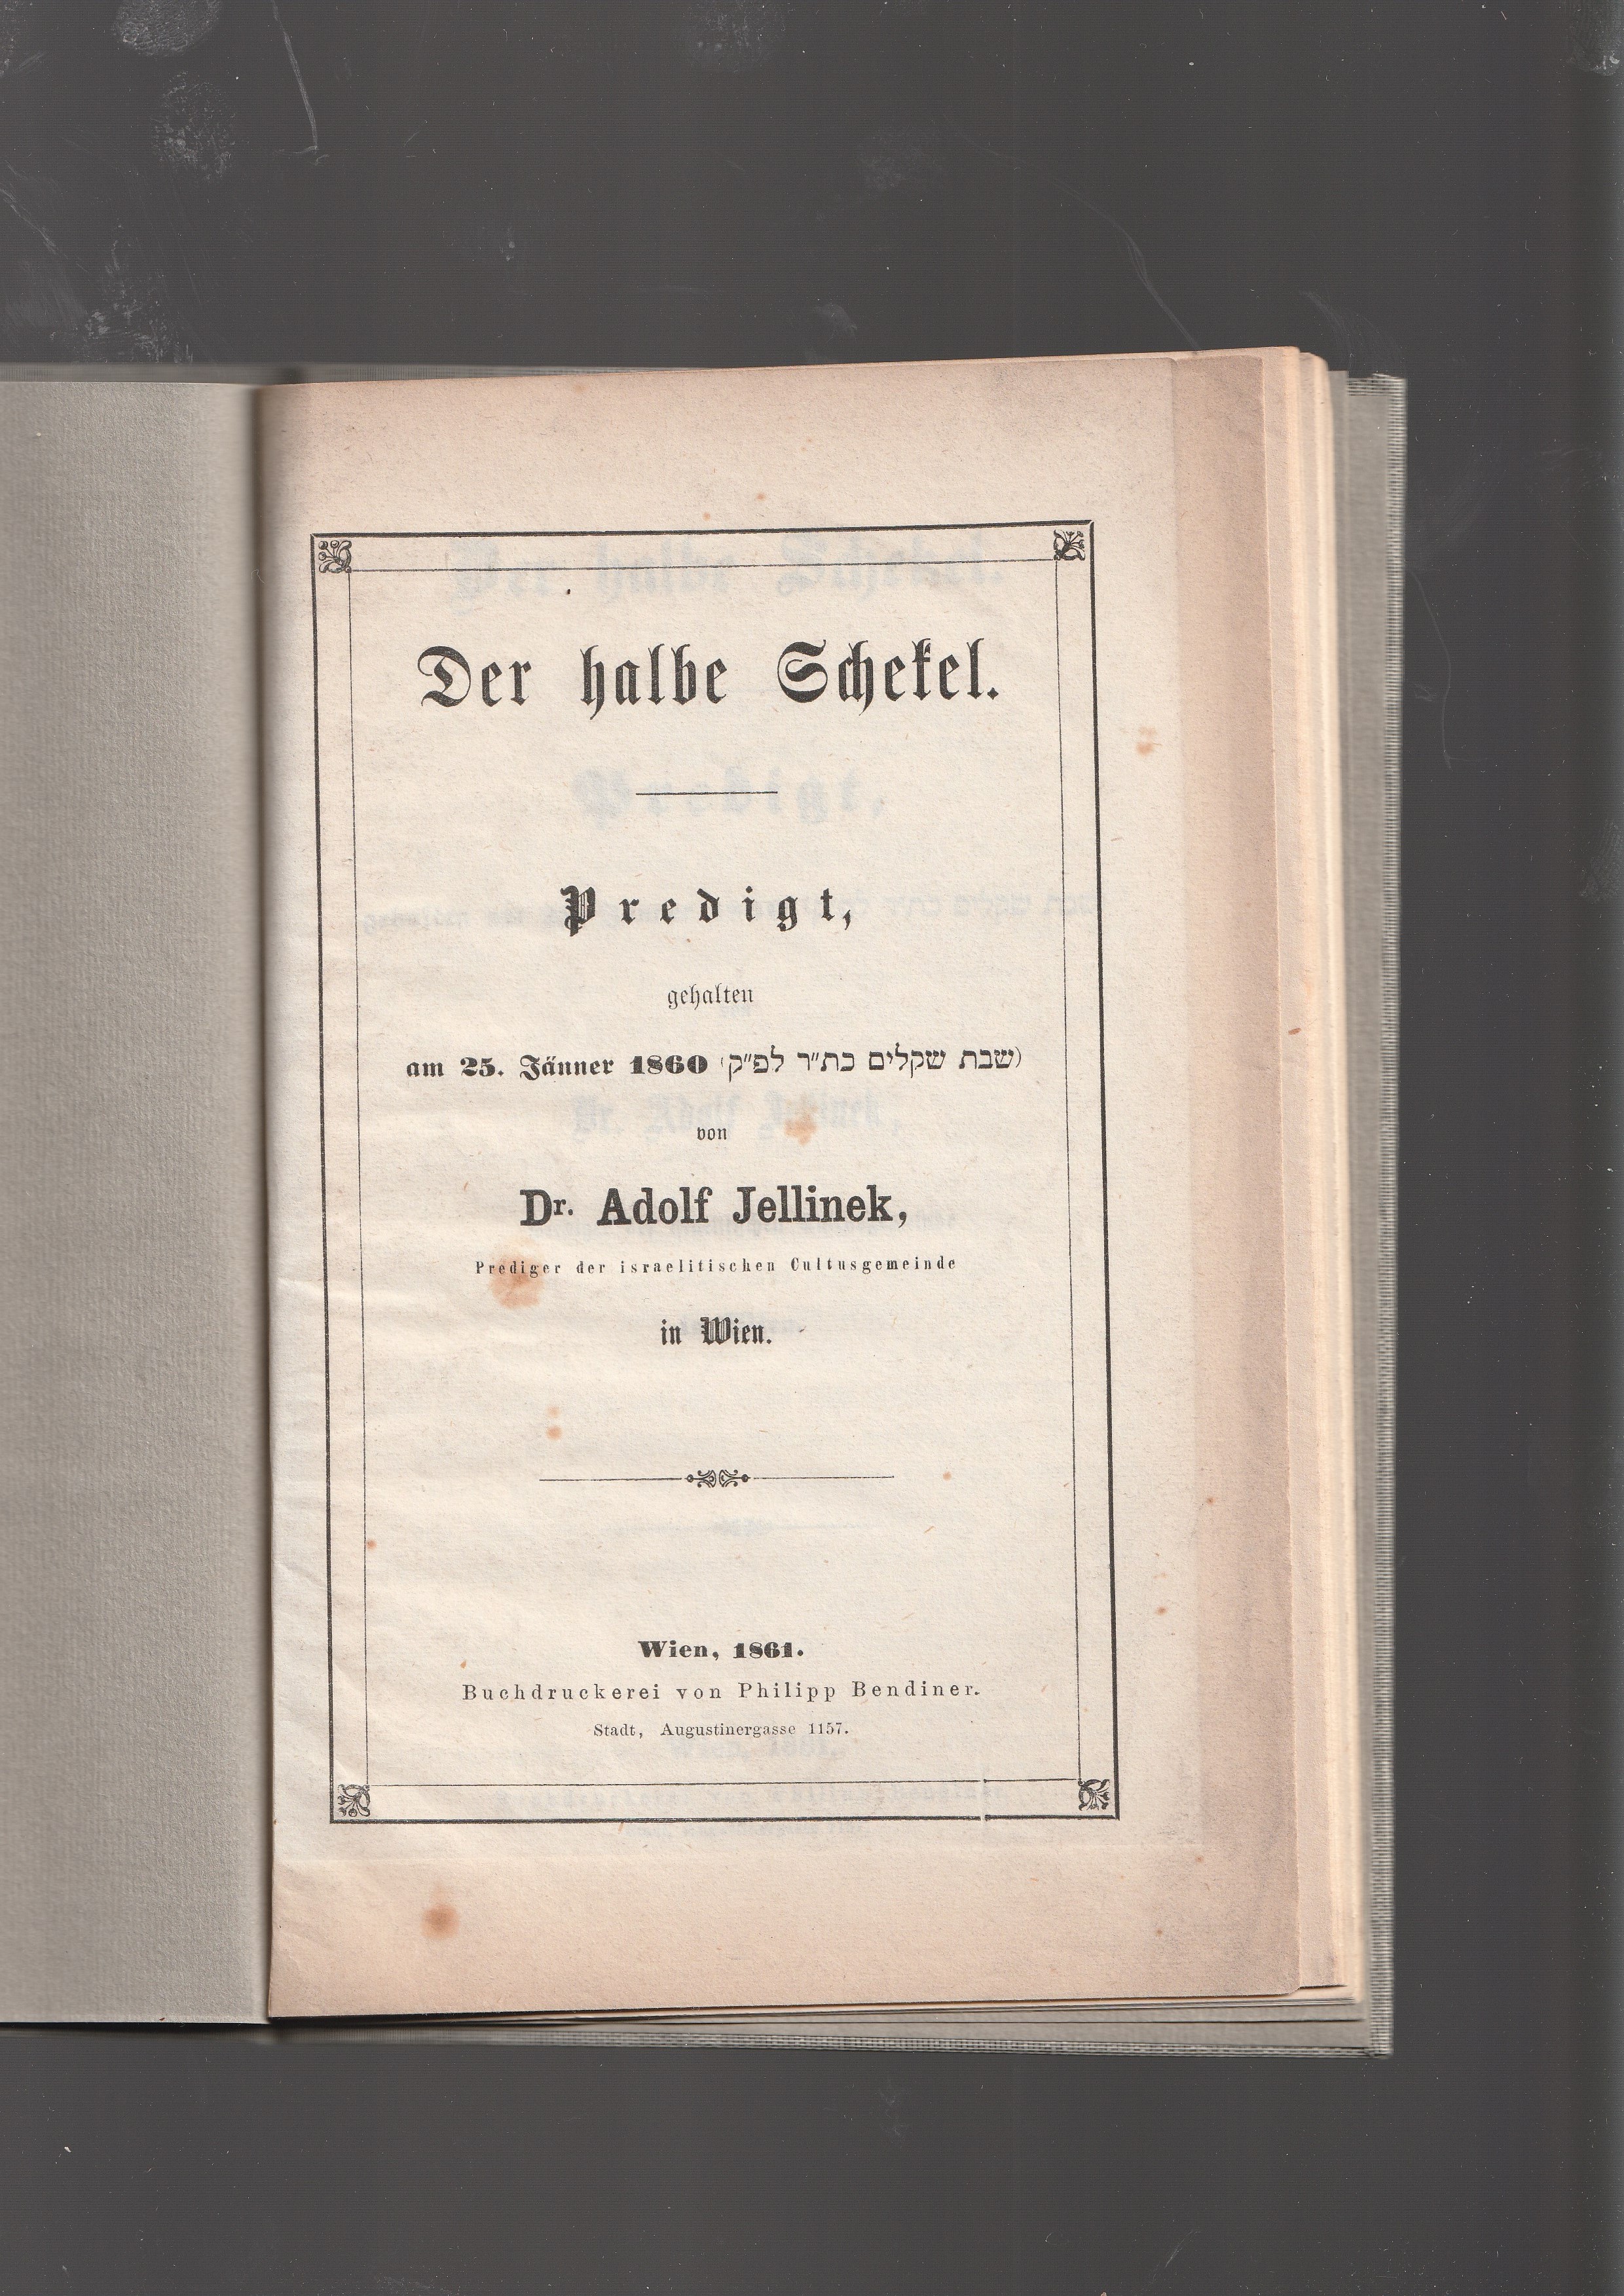 Der halbe Schekel.
Predigt,
gehalten
am 25. Jänner 1860 (שבת שקלים כת״ר לפ״ק)
von
Dr. Adolf Jellinek,
Prediger der israelitischen Cultusgemeinde
in Wien.
Wien, 1861.
Buchdruckerei von Philipp Bendiner.
Stadt, Augustinergasse 1157.